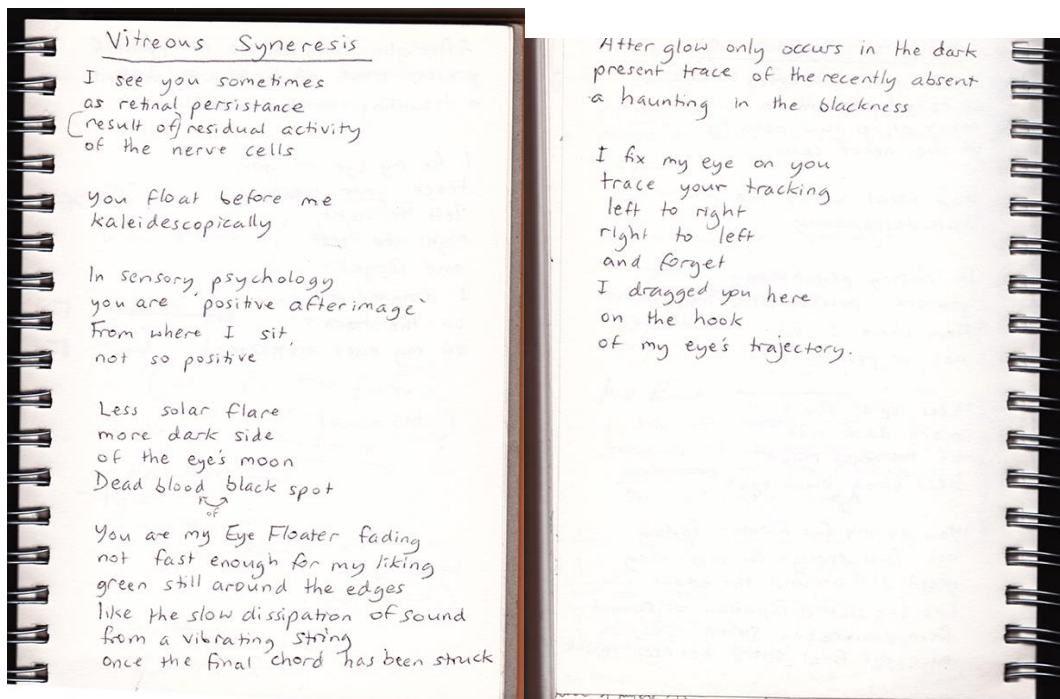 Vitreous Syneresis
I see you sometimes
as retinal persistance
(result of) residual activity
of the nerve cells
you float before me
kaleidescopically
In sensory psychology
you are 'positive afterimage'
From where I sit,
not so positive
Less solar flare
more dark side
of the eye's moon
Dead blood black spot
of
You are my Eye Floater fading
not fast enough for my liking
green still around the edges
like the slow dissipation of sound
from a vibrating string
once the final chord has been struck
After glow only occurs in the dark
present trace of the recently absent
a haunting in the blackness
I fix my eye on you
trace your tracking
left to right
right to left
and forget
I dragged you here
on the hook
of my eye's trajectory.